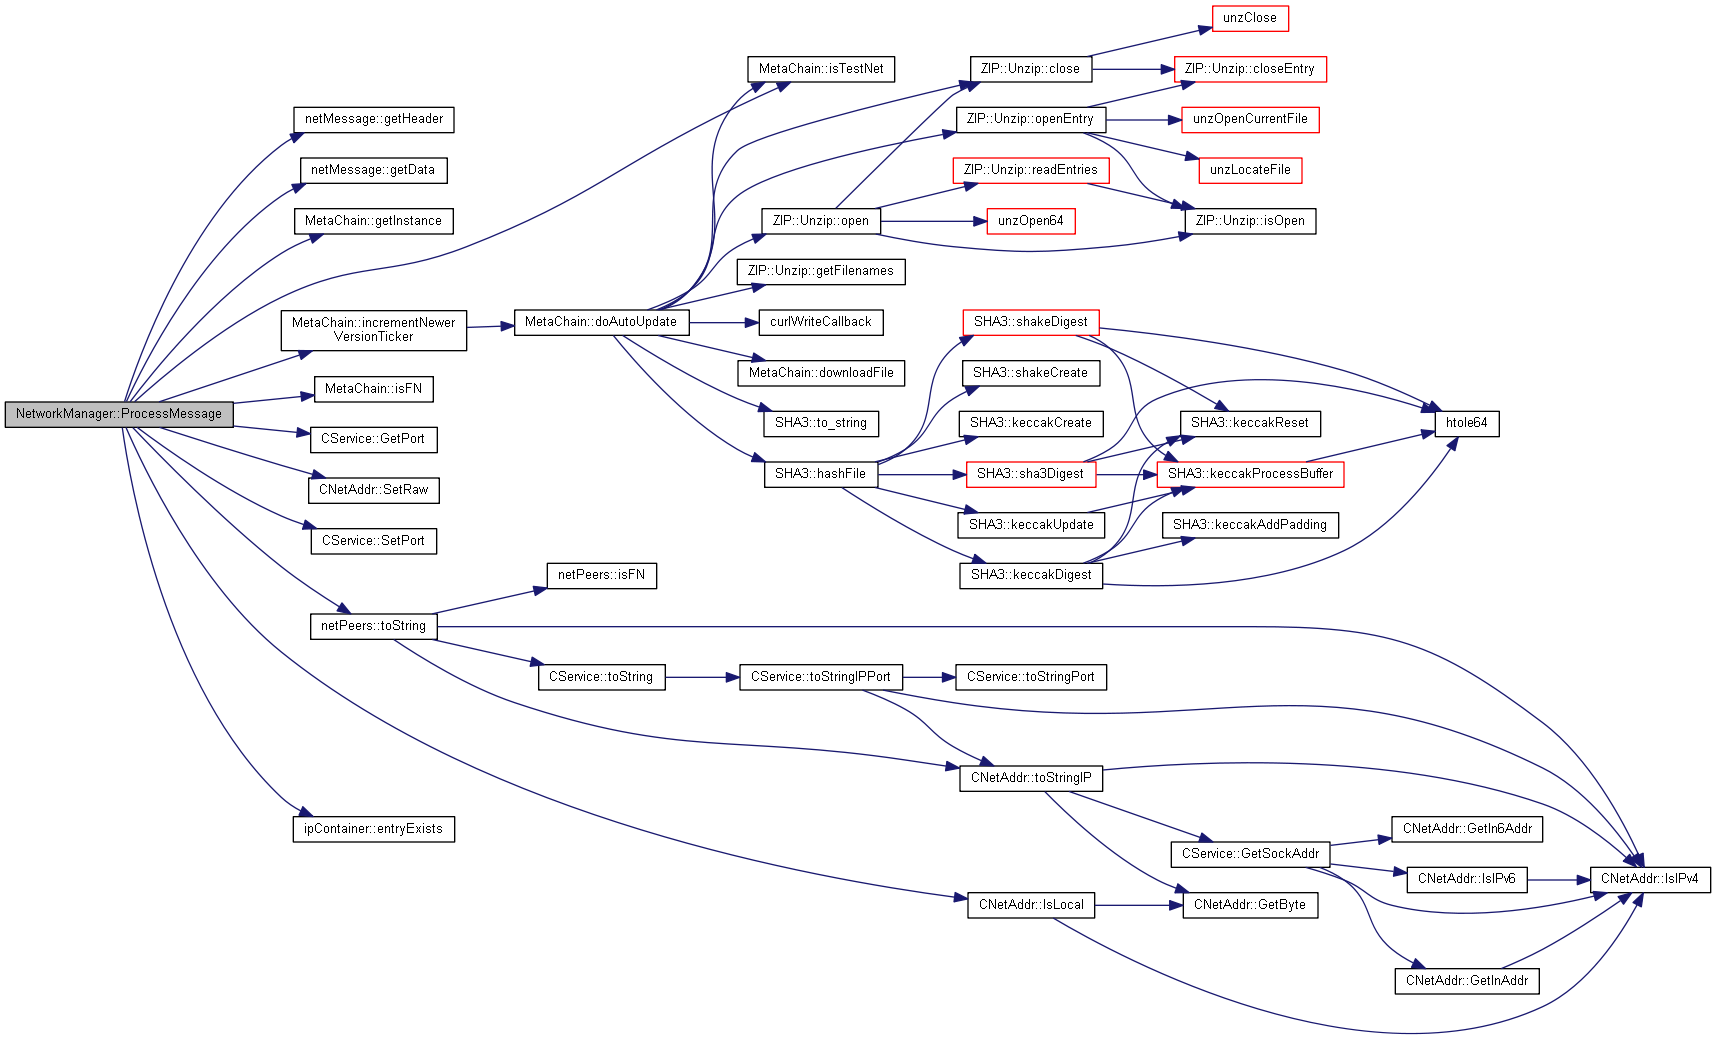 NetworkManager::ProcessMessage
netMessage::getHeader
netMessage::getData
MetaChain::getInstance
MetaChain::incrementNewer
VersionTicker
MetaChain::isFN
CService::GetPort
CNetAddr::SetRaw
CService::SetPort
netPeers::toString
ipContainer::entryExists
MetaChain::doAutoUpdate
netPeers::isFN
CService::toString
MetaChain::isTestNet
ZIP::Unzip::open
ZIP::Unzip::getFilenames
curlWriteCallback
MetaChain::downloadFile
SHA3::to_string
SHA3::hashFile
CService::toStringIPPort
ZIP::Unzip::close
ZIP::Unzip::openEntry
ZIP::Unzip::readEntries
unzOpen64
SHA3::shakeDigest
SHA3::shakeCreate
SHA3::keccakCreate
SHA3::sha3Digest
SHA3::keccakUpdate
SHA3::keccakDigest
CService::toStringPort
CNetAddr::toStringIP
CNetAddr::IsLocal
unzClose
ZIP::Unzip::closeEntry
unzOpenCurrentFile
unzLocateFile
ZIP::Unzip::isOpen
SHA3::keccakReset
SHA3::keccakProcessBuffer
SHA3::keccakAddPadding
CService::GetSockAddr
CNetAddr::GetByte
htole64
CNetAddr::GetIn6Addr
CNetAddr::IsIPv6
CNetAddr::GetInAddr
CNetAddr::IsIPv4